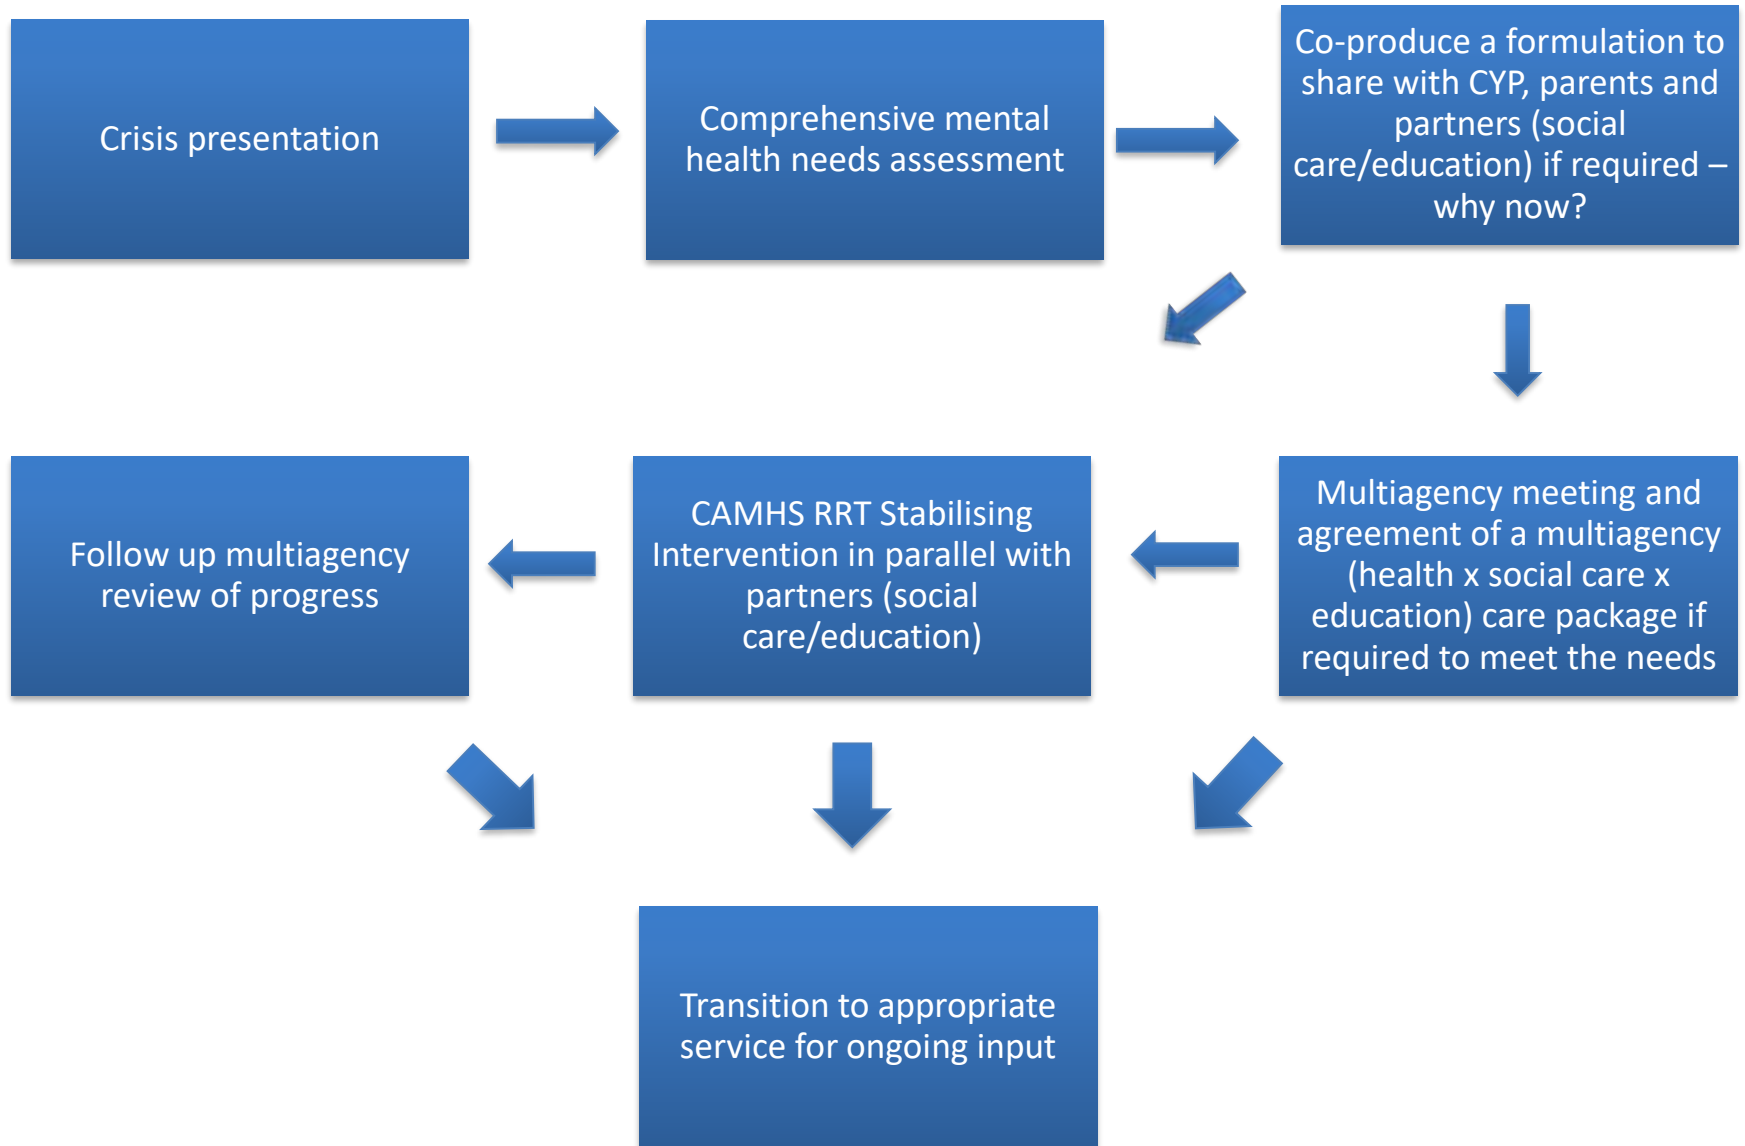 Crisis presentation
Comprehensive mental
health needs assessment
Co-produce a formulation to
share with CYP, parents and
partners (social
care/education) if required –
why now?
Follow up multiagency
review of progress
CAMHS RRT Stabilising
Intervention in parallel with
partners (social
care/education)
Multiagency meeting and
agreement of a multiagency
(health x social care x
education) care package if
required to meet the needs
Transition to appropriate
service for ongoing input